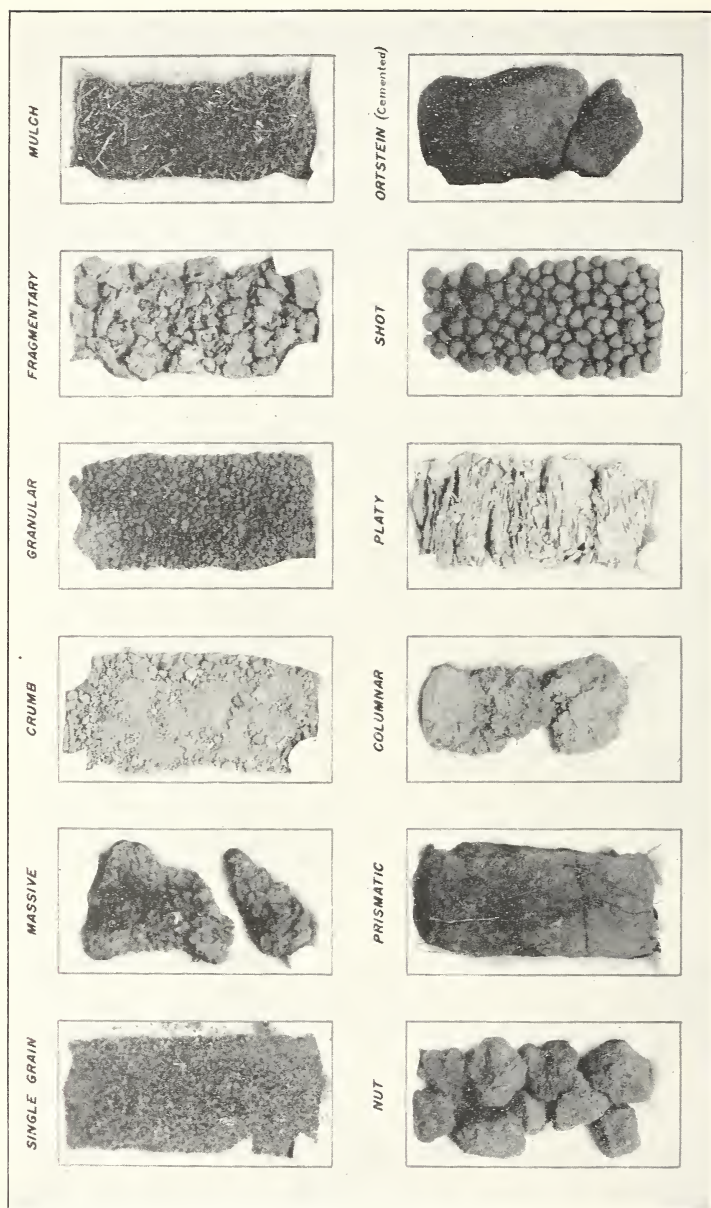 SINGLE GRAIN
MASSIVE
CRUMB
GRANULAR
FRAGMENTARY
MULCH
NUT
PRISMATIC
COLUMNAR
PLATY
SHOT
ORTSTEIN (Cemented)